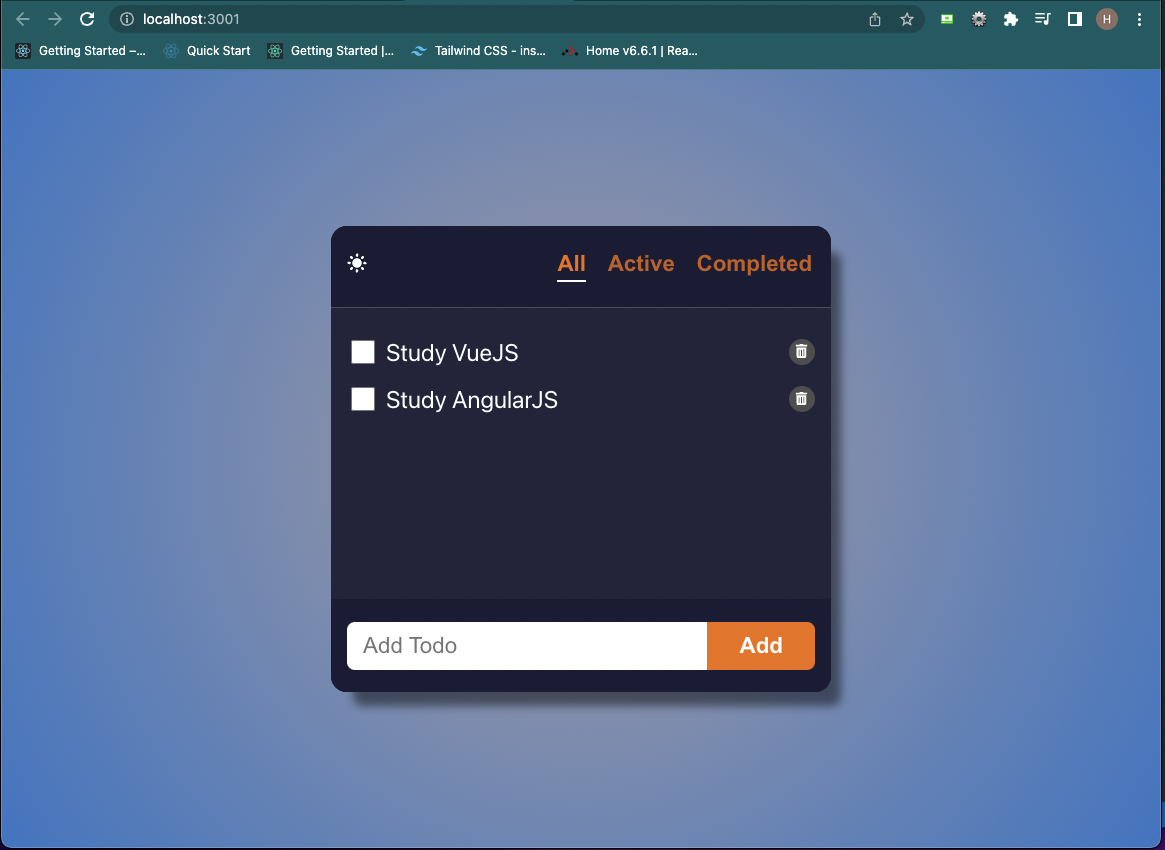 localhost:3001
Getting Started –... Quick Start Getting Started |... Tailwind CSS - ins... Home v6.6.1 | Rea...
H
All Active Completed
Study VueJS
Study AngularJS
Add Todo Add